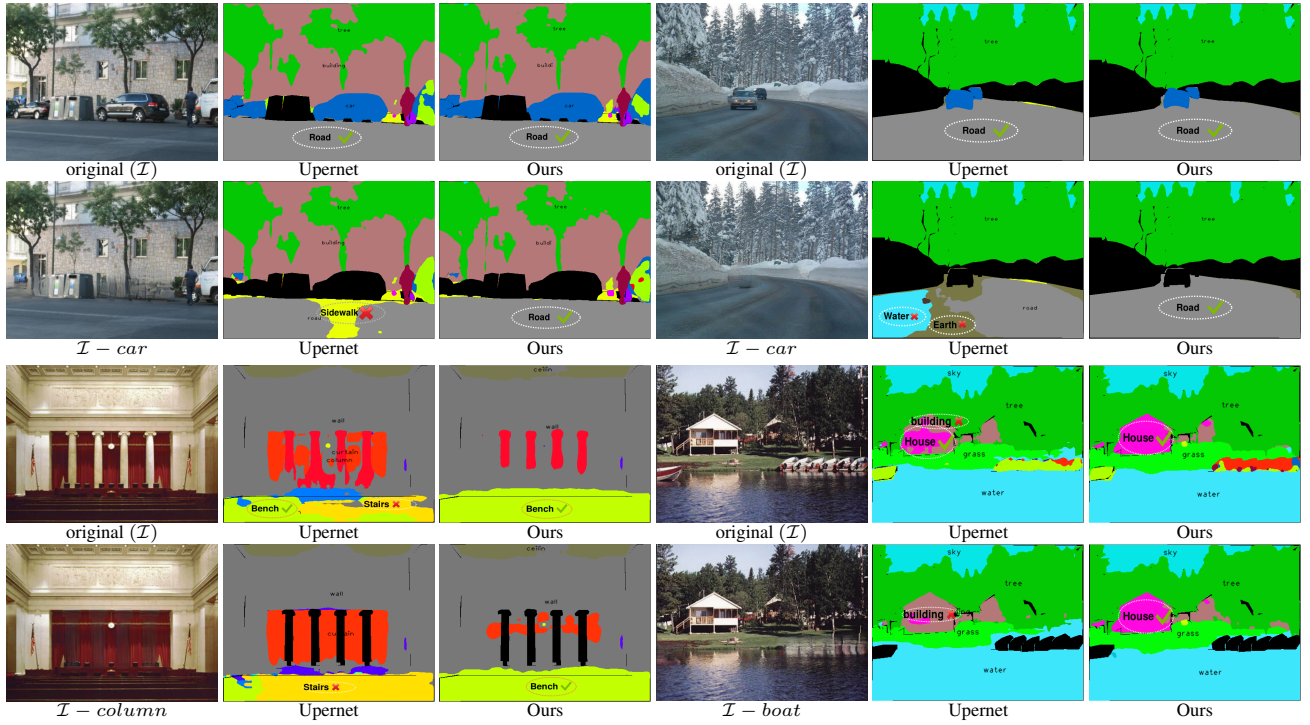 tree
building
car
Road
tree
buildi
car
Road
tree
Road
tree
Road
original (𝓘) Upernet Ours original (𝓘) Upernet Ours
tree
building
Sidewalk
road
tree
buildi
Road
tree
Water
Earth
road
tree
Road
𝓘 − car Upernet Ours 𝓘 − car Upernet Ours
ceilin
wall
curtain
column
Bench
Stairs
ceilin
wall
Bench
sky
tree
building
House
grass
water
sky
tree
House
grass
water
original (𝓘) Upernet Ours original (𝓘) Upernet Ours
ceilin
wall
curtain
Stairs
ceilin
wall
Bench
sky
tree
building
grass
water
sky
tree
House
grass
water
𝓘 − column Upernet Ours 𝓘 − boat Upernet Ours